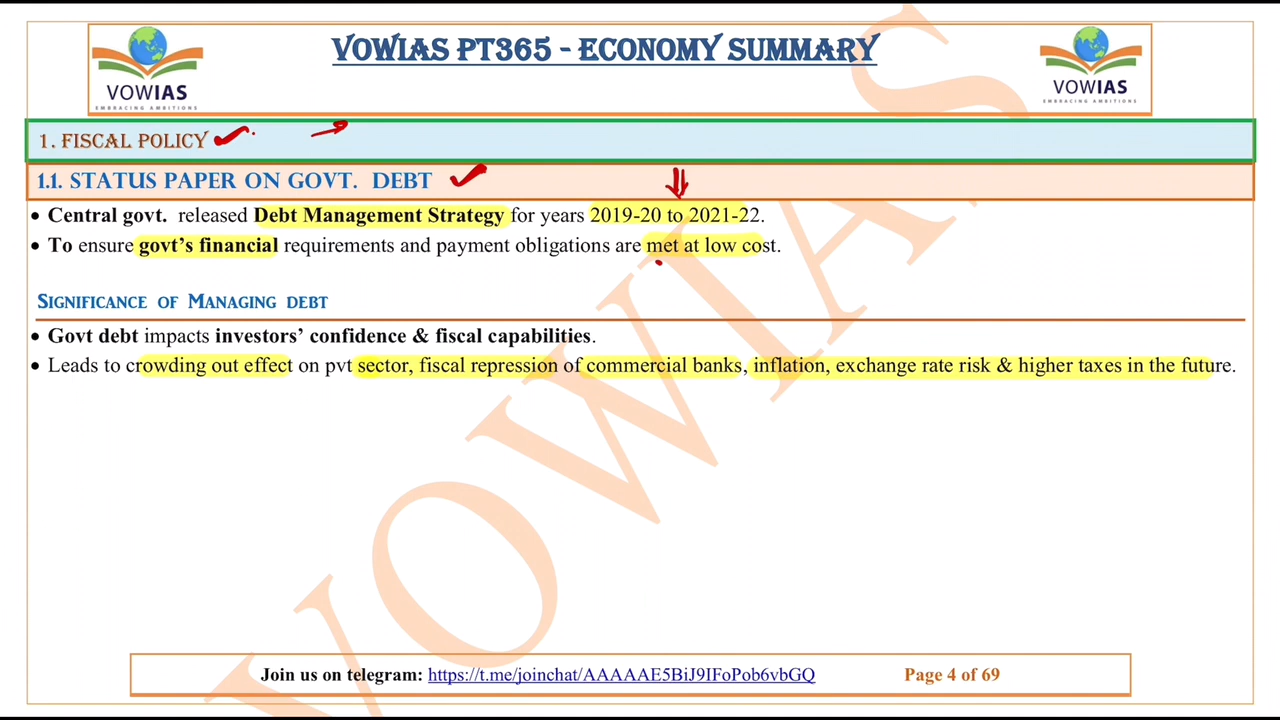 VOWIAS PT365 - ECONOMY SUMMARY
VOWIAS
EMBRACING AMBITIONS
VOWIAS
EMBRACING AMBITIONS
1. FISCAL POLICY
1.1. STATUS PAPER ON GOVT. DEBT
• Central govt. released Debt Management Strategy for years 2019-20 to 2021-22.
• To ensure govt's financial requirements and payment obligations are met at low cost.
SIGNIFICANCE OF MANAGING DEBT
• Govt debt impacts investors' confidence & fiscal capabilities.
• Leads to crowding out effect on pvt sector, fiscal repression of commercial banks, inflation, exchange rate risk & higher taxes in the future.
VOWIAS
Join us on telegram: https://t.me/joinchat/AAAAAE5BiJ9IFoPob6vbGQ Page 4 of 69